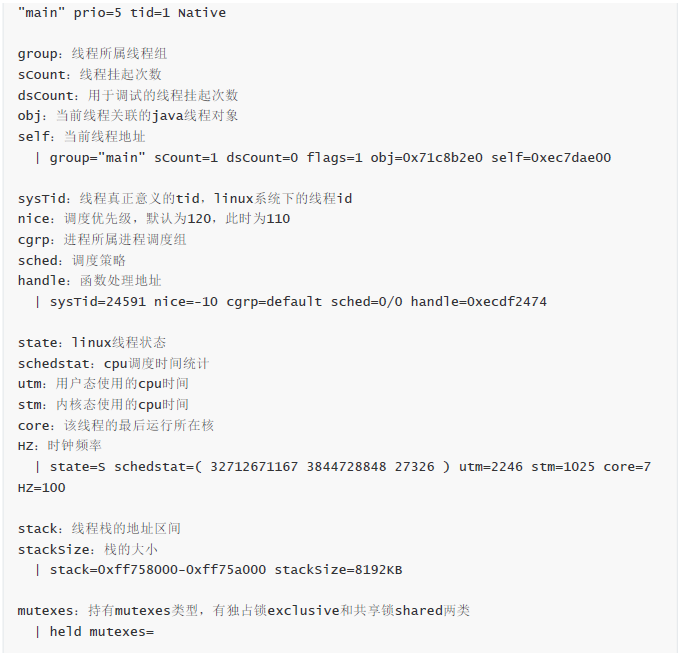 "main" prio=5 tid=1 Native
group：线程所属线程组
sCount：线程挂起次数
dsCount：用于调试的线程挂起次数
obj：当前线程关联的java线程对象
self：当前线程地址
| group="main" sCount=1 dsCount=0 flags=1 obj=0x71c8b2e0 self=0xec7dae00
sysTid：线程真正意义的tid，linux系统下的线程id
nice：调度优先级，默认为120，此时为110
cgrp：进程所属进程调度组
sched：调度策略
handle：函数处理地址
| sysTid=24591 nice=-10 cgrp=default sched=0/0 handle=0xecdf2474
state：linux线程状态
schedstat：cpu调度时间统计
utm：用户态使用的cpu时间
stm：内核态使用的cpu时间
core：该线程的最后运行所在核
HZ：时钟频率
| state=S schedstat=( 32712671167 3844728848 27326 ) utm=2246 stm=1025 core=7
HZ=100
stack：线程栈的地址区间
stackSize：栈的大小
| stack=0xff758000-0xff75a000 stackSize=8192KB
mutexes：持有mutexes类型，有独占锁exclusive和共享锁shared两类
| held mutexes=